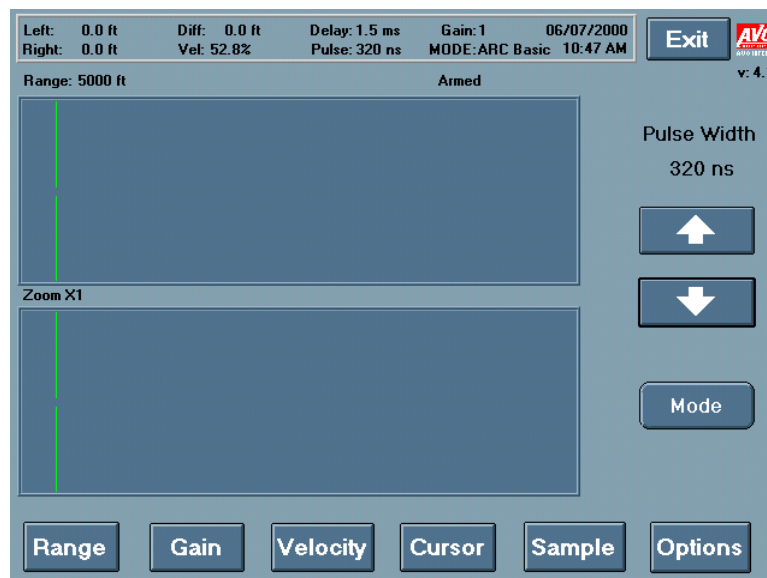 Left: 0.0 ft Diff: 0.0 ft Delay: 1.5 ms Gain: 1 06/07/2000
Right: 0.0 ft Vel: 52.8% Pulse: 320 ns MODE: ARC Basic 10:47 AM
Exit
Range: 5000 ft Armed
v: 4.
Pulse Width
320 ns
Zoom X1
Mode
Range Gain Velocity Cursor Sample Options